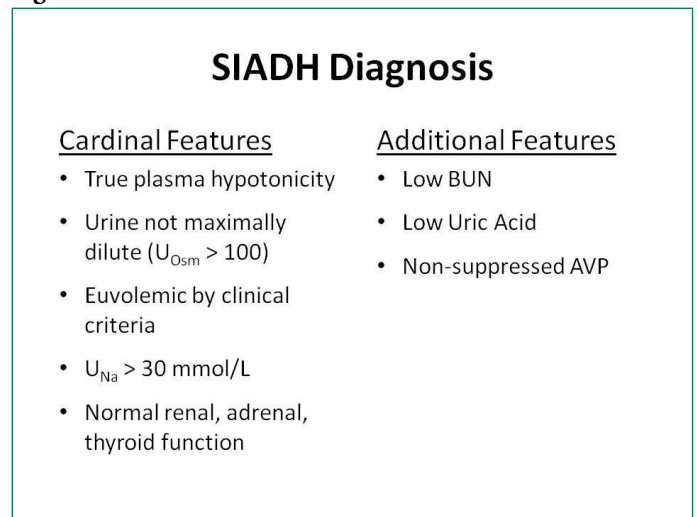 SIADH Diagnosis
Cardinal Features
• True plasma hypotonicity
• Urine not maximally
dilute (UOsm > 100)
• Euvolemic by clinical
criteria
• UNa > 30 mmol/L
• Normal renal, adrenal,
thyroid function
Additional Features
• Low BUN
• Low Uric Acid
• Non-suppressed AVP